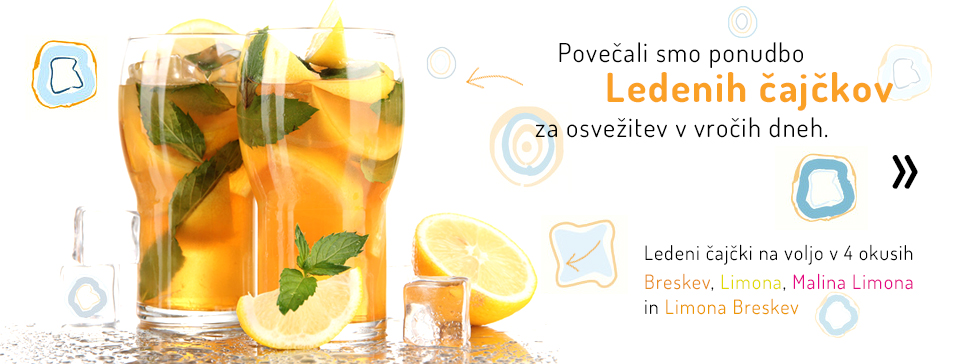 Povečali smo ponudbo
Ledenih čajčkov
za osvežitev v vročih dneh.
Ledeni čajčki na voljo v 4 okusih
Breskev, Limona, Malina Limona
in Limona Breskev